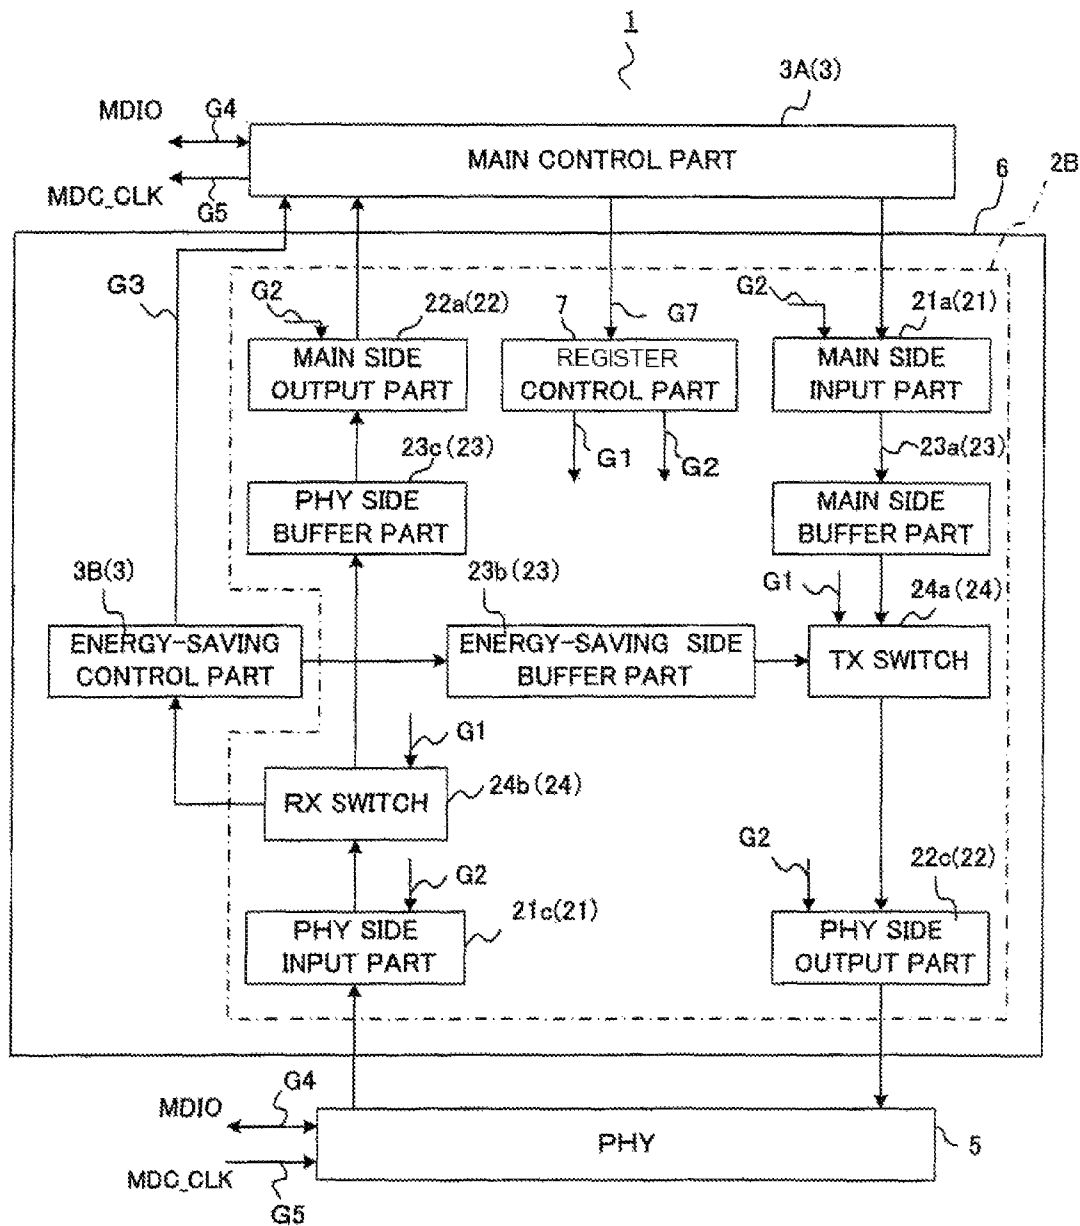 1
3A(3)
MDIO
G4
MAIN CONTROL PART
MDC_CLK
G5
6
2B
G3
G2
22a(22)
7
G7
G2
21a(21)
MAIN SIDE
OUTPUT PART
REGISTER
CONTROL PART
MAIN SIDE
INPUT PART
23c(23)
G1
G2
23a(23)
PHY SIDE
BUFFER PART
MAIN SIDE
BUFFER PART
3B(3)
23b(23)
G1
24a(24)
ENERGY-SAVING
CONTROL PART
ENERGY-SAVING SIDE
BUFFER PART
TX SWITCH
G1
RX SWITCH
24b(24)
G2
G2
22c(22)
21c(21)
PHY SIDE
INPUT PART
PHY SIDE
OUTPUT PART
MDIO
G4
PHY
5
MDC_CLK
G5